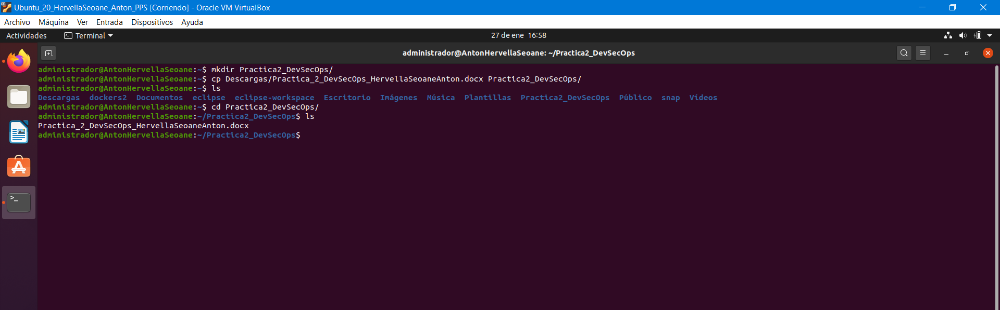 Ubuntu_20_HervellaSeoane_Anton_PPS [Corriendo] - Oracle VM VirtualBox
Archivo Máquina Ver Entrada Dispositivos Ayuda
Actividades Terminal 27 de ene 16:58
administrador@AntonHervellaSeoane: ~/Practica2_DevSecOps
administrador@AntonHervellaSeoane:~$ mkdir Practica2_DevSecOps/
administrador@AntonHervellaSeoane:~$ cp Descargas/Practica_2_DevSecOps_HervellaSeoaneAnton.docx Practica2_DevSecOps/
administrador@AntonHervellaSeoane:~$ ls
Descargas dockers2 Documentos eclipse eclipse-workspace Escritorio Imágenes Música Plantillas Practica2_DevSecOps Público snap Vídeos
administrador@AntonHervellaSeoane:~$ cd Practica2_DevSecOps/
administrador@AntonHervellaSeoane:~/Practica2_DevSecOps$ ls
Practica_2_DevSecOps_HervellaSeoaneAnton.docx
administrador@AntonHervellaSeoane:~/Practica2_DevSecOps$